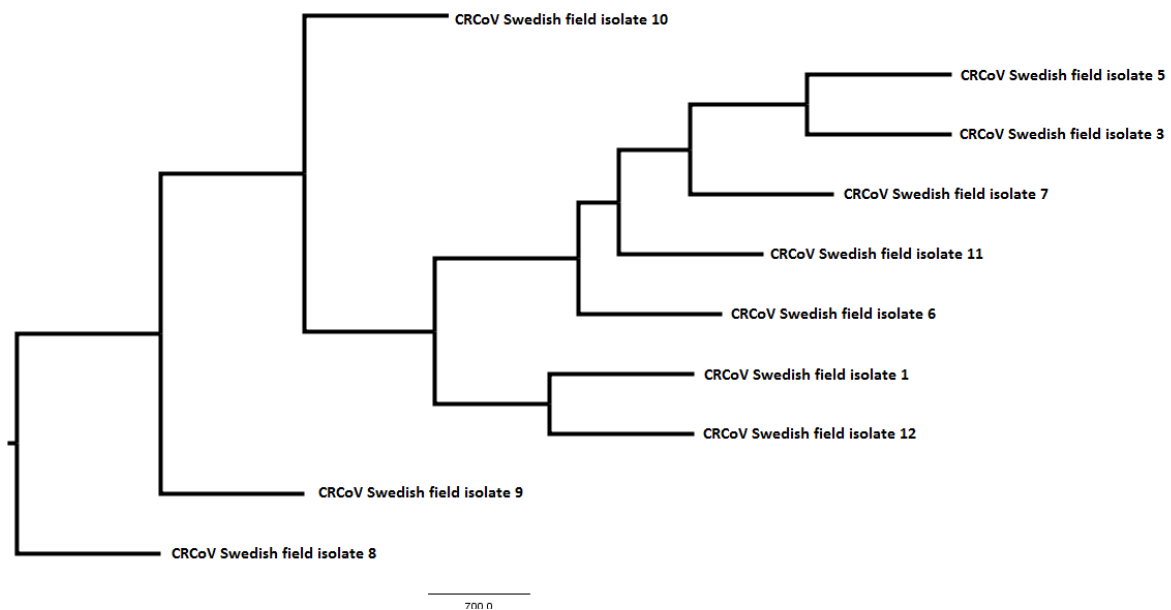 CRCoV Swedish field isolate 10
CRCoV Swedish field isolate 5
CRCoV Swedish field isolate 3
CRCoV Swedish field isolate 7
CRCoV Swedish field isolate 11
CRCoV Swedish field isolate 6
CRCoV Swedish field isolate 1
CRCoV Swedish field isolate 12
CRCoV Swedish field isolate 9
CRCoV Swedish field isolate 8
700.0